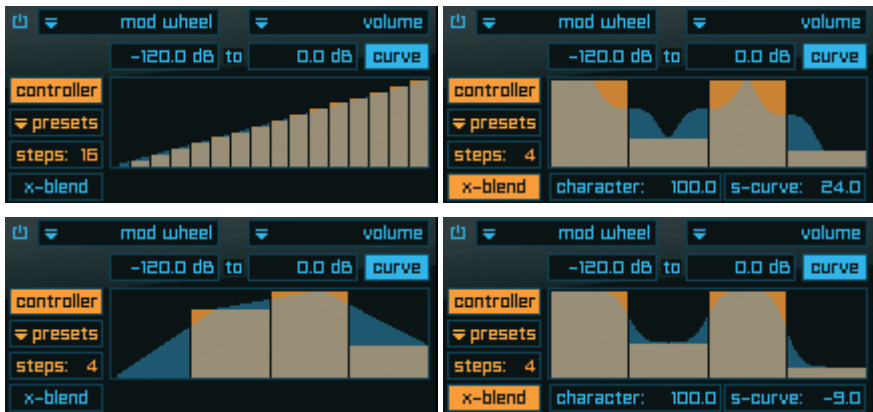 mod wheel volume
-120.0 dB to 0.0 dB curve
controller
presets
steps: 16
x-blend
mod wheel volume
-120.0 dB to 0.0 dB curve
controller
presets
steps: 4
x-blend character: 100.0 s-curve: 24.0
mod wheel volume
-120.0 dB to 0.0 dB curve
controller
presets
steps: 4
x-blend
mod wheel volume
-120.0 dB to 0.0 dB curve
controller
presets
steps: 4
x-blend character: 100.0 s-curve: -9.0